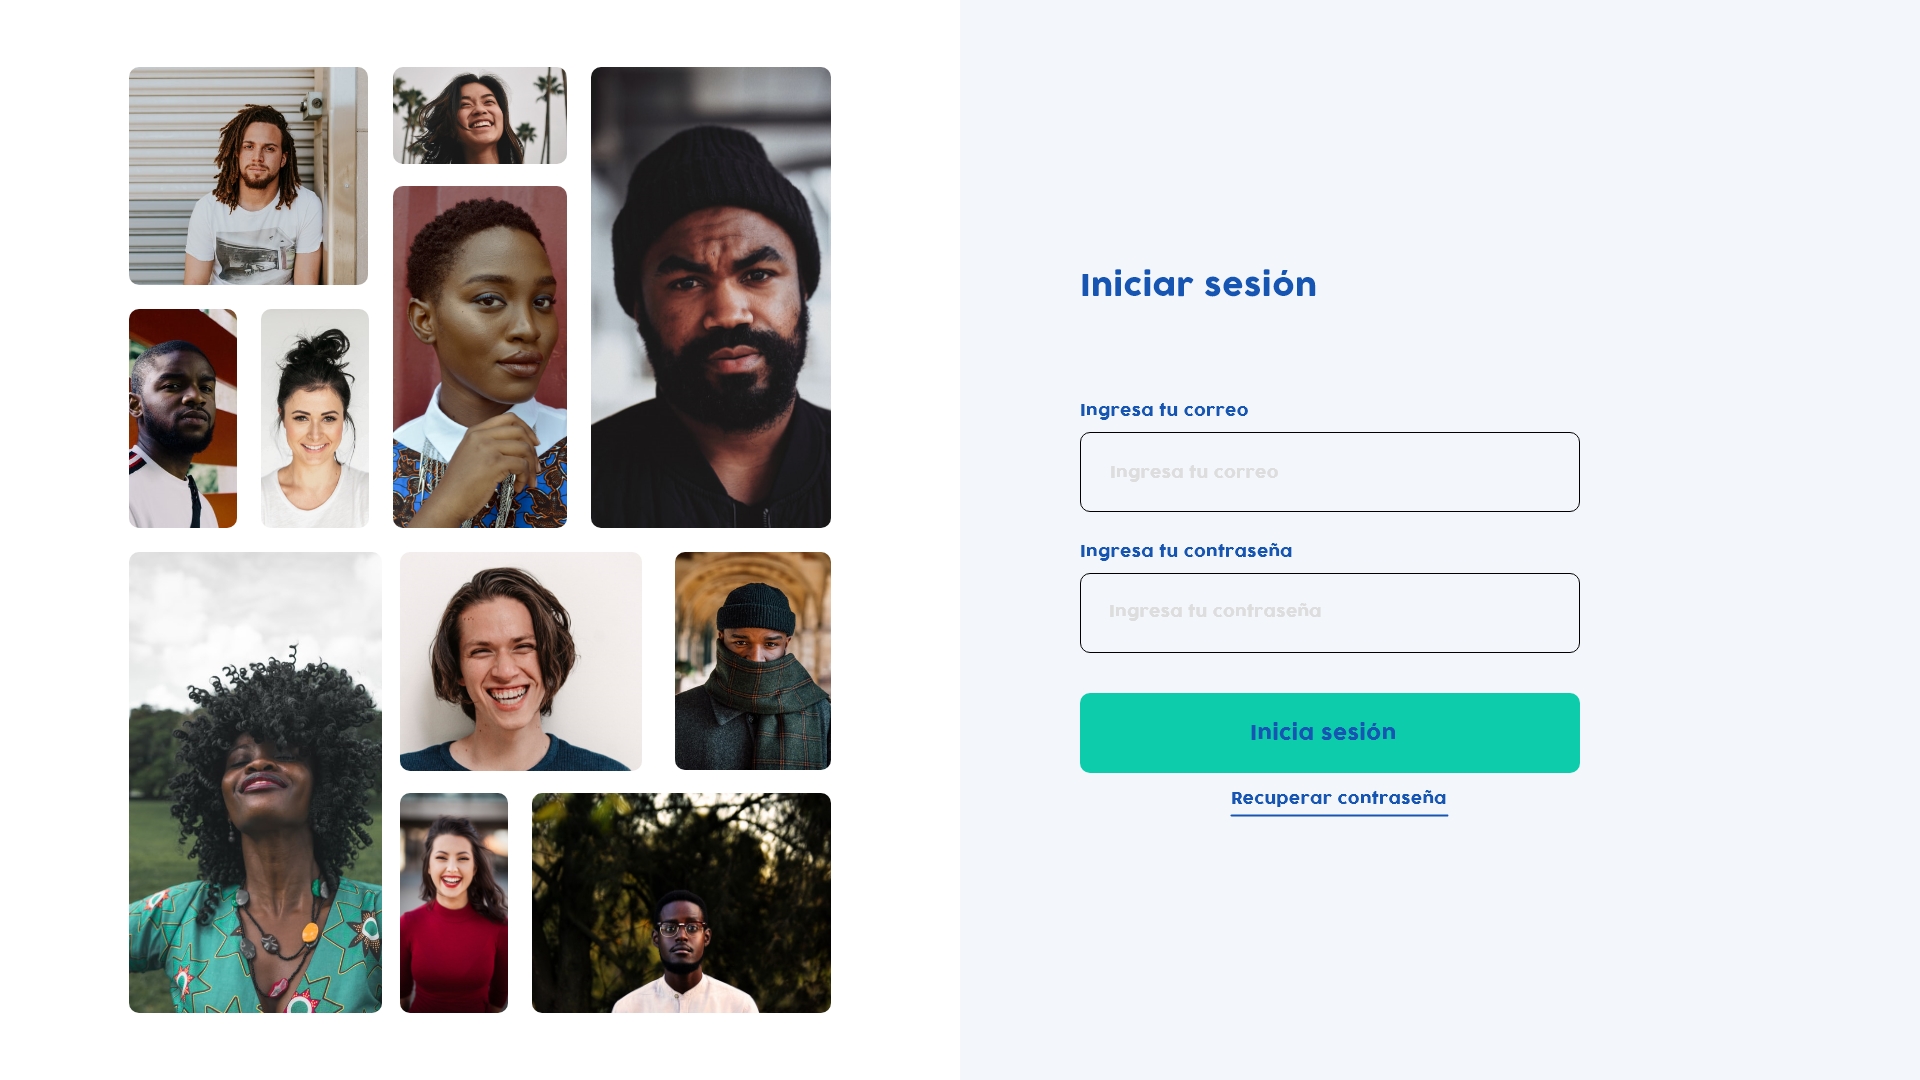 Iniciar sesión
Ingresa tu correo
Ingresa tu correo
Ingresa tu contraseña
Ingresa tu contraseña
Inicia sesión
Recuperar contraseña